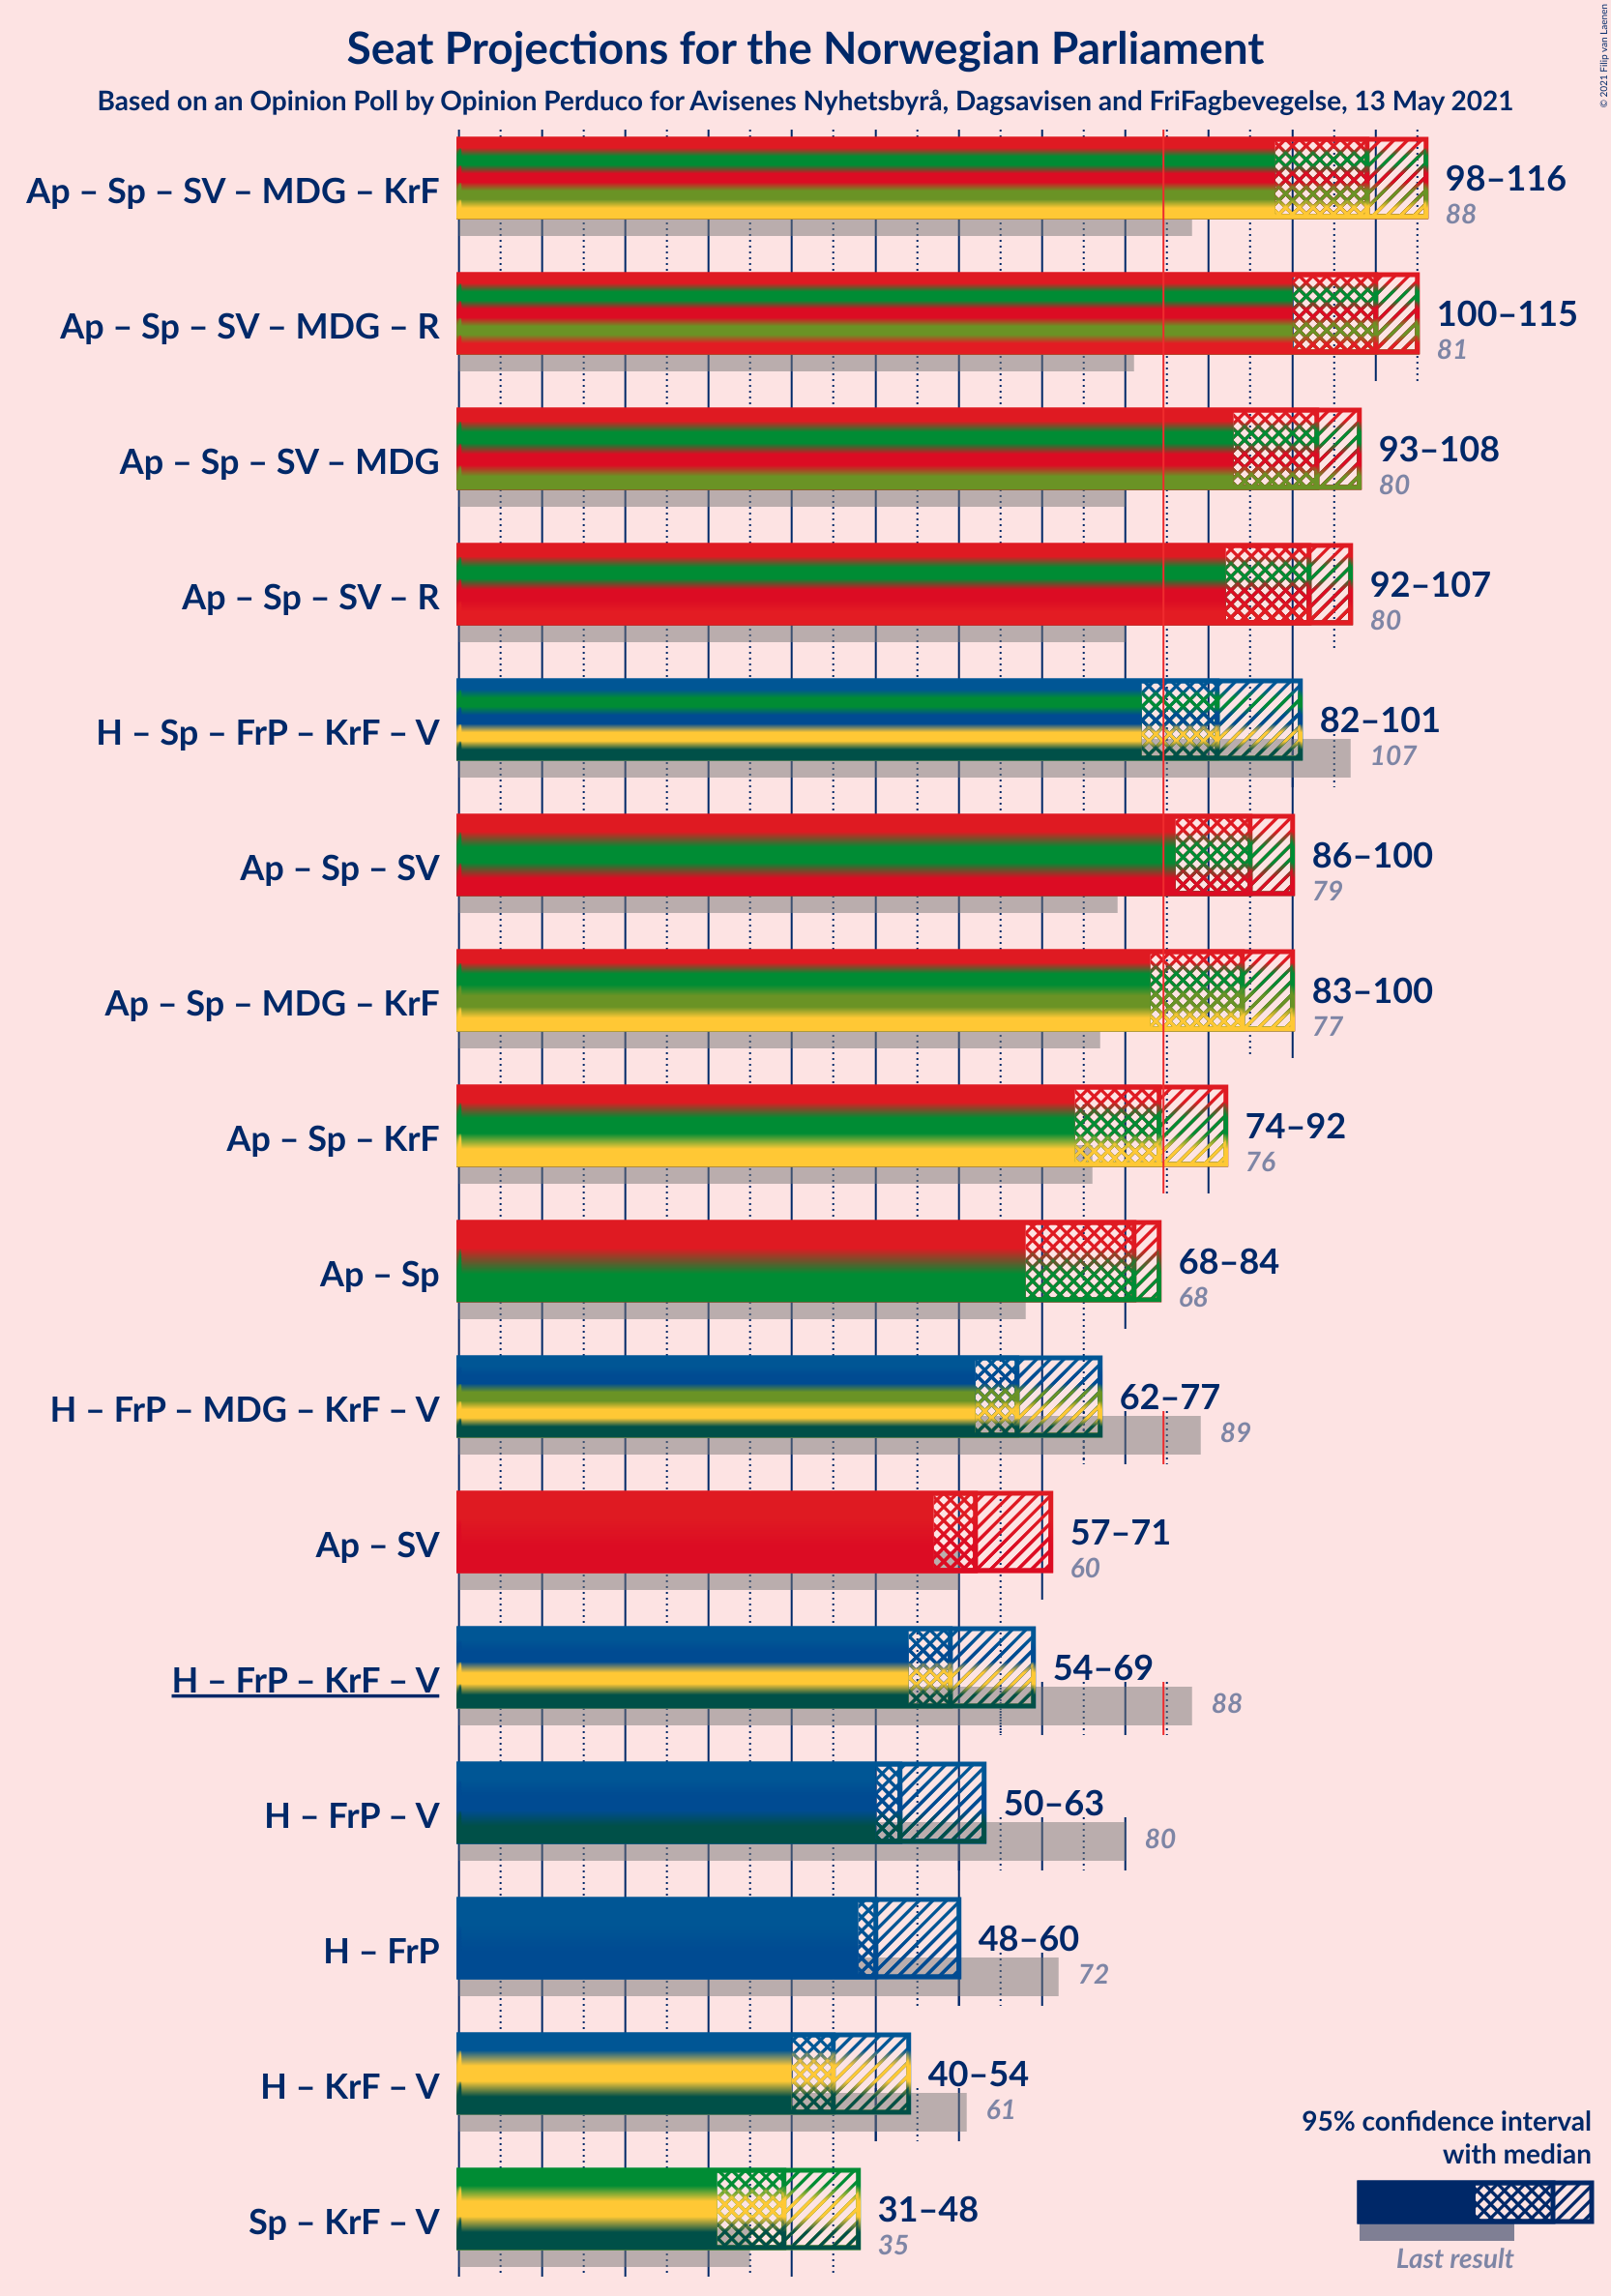 Seat Projections for the Norwegian Parliament
Based on an Opinion Poll by Opinion Perduco for Avisenes Nyhetsbyrå, Dagsavisen and FriFagbevegelse, 13 May 2021
© 2021 Filip van Laenen
Ap – Sp – SV – MDG – KrF
98–116
88
Ap – Sp – SV – MDG – R
100–115
81
Ap – Sp – SV – MDG
93–108
80
Ap – Sp – SV – R
92–107
80
H – Sp – FrP – KrF – V
82–101
107
Ap – Sp – SV
86–100
79
Ap – Sp – MDG – KrF
83–100
77
Ap – Sp – KrF
74–92
76
Ap – Sp
68–84
68
H – FrP – MDG – KrF – V
62–77
89
Ap – SV
57–71
60
H – FrP – KrF – V
54–69
88
H – FrP – V
50–63
80
H – FrP
48–60
72
H – KrF – V
40–54
61
Sp – KrF – V
31–48
35
95% confidence interval
with median
Last result